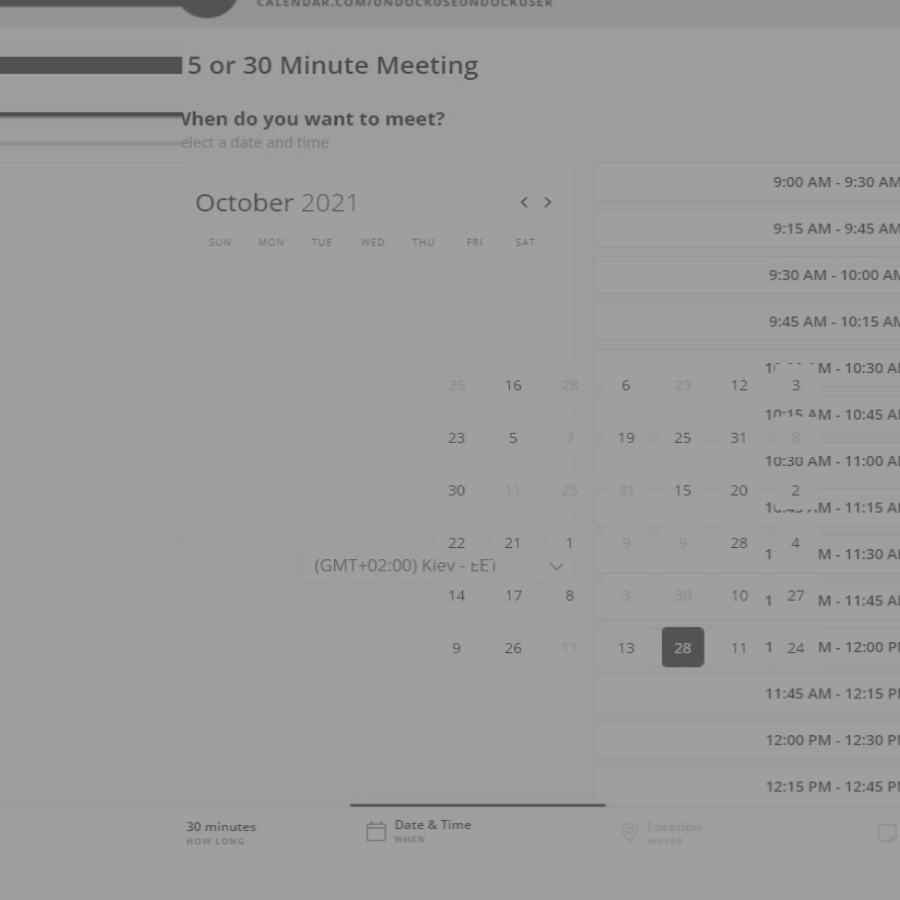 CALENDAR.COM/UNDOCKUSEUNDOCKUSER
5 or 30 Minute Meeting
When do you want to meet?
elect a date and time
October 2021
SUN MON TUE WED THU FRI SAT
25 16 28 6 23 12 3
23 5 7 19 25 31 8
30 11 25 31 15 20 2
22 21 1 9 9 28 4
(GMT+02:00) Kiev - EET
14 17 8 3 30 10 27
9 26 11 13 28 11 24
9:00 AM - 9:30 AM
9:15 AM - 9:45 AM
9:30 AM - 10:00 AM
9:45 AM - 10:15 AM
M - 10:30 AM
10:15 AM - 10:45 AM
10:30 AM - 11:00 AM
AM - 11:15 AM
M - 11:30 AM
M - 11:45 AM
M - 12:00 PM
11:45 AM - 12:15 PM
12:00 PM - 12:30 PM
12:15 PM - 12:45 PM
30 minutes
HOW LONG
Date & Time
WHEN
Location
WHERE